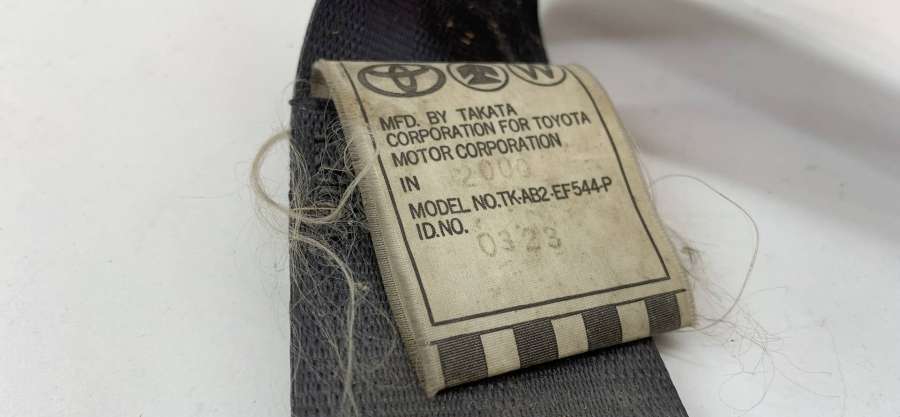 MFD. BY TAKATA
CORPORATION FOR TOYOTA
MOTOR CORPORATION
IN 2000
MODEL NO.TK-AB2-EF544-P
ID.NO.
0323